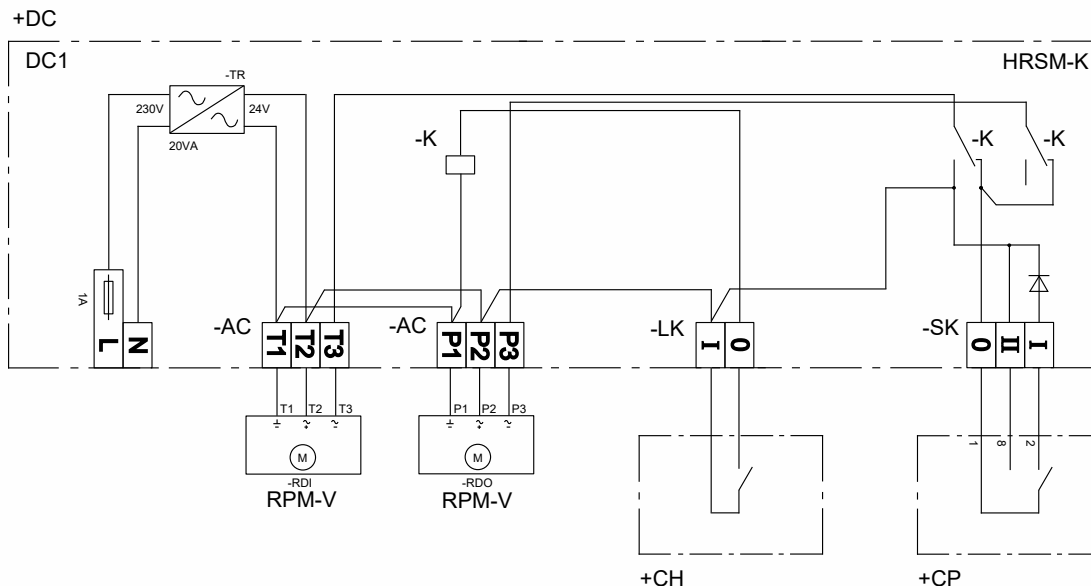 +DC
DC1
HRSM-K
-TR
230V
24V
20VA
-K
-K
-K
1A
L
N
-AC
T1
T2
T3
-AC
P1
P2
P3
-LK
I
0
-SK
0
II
I
T1
T2
T3
P1
P2
P3
M
M
-RDI
-RDO
RPM-V
RPM-V
1
8
2
+CH
+CP